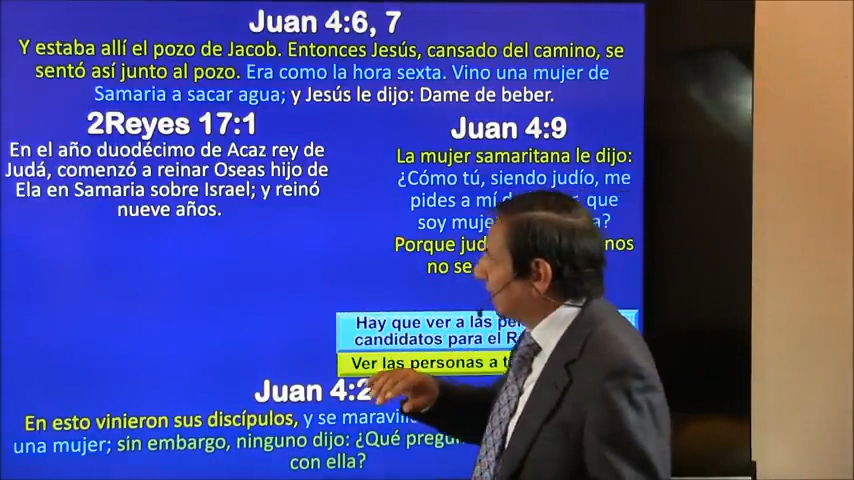 Juan 4:6, 7
Y estaba allí el pozo de Jacob. Entonces Jesús, cansado del camino, se
sentó así junto al pozo. Era como la hora sexta. Vino una mujer de
Samaria a sacar agua; y Jesús le dijo: Dame de beber.
2Reyes 17:1
En el año duodécimo de Acaz rey de
Judá, comenzó a reinar Oseas hijo de
Ela en Samaria sobre Israel; y reinó
nueve años.
Juan 4:9
La mujer samaritana le dijo:
¿Cómo tú, siendo judío, me
pides a mí que
soy a?
Porque nos
no se
Hay que ver a las
candidatos para el
Ver las personas a
Juan 4:2
En esto vinieron sus discípulos, y se
una mujer; sin embargo, ninguno dijo: ¿Qué
con ella?